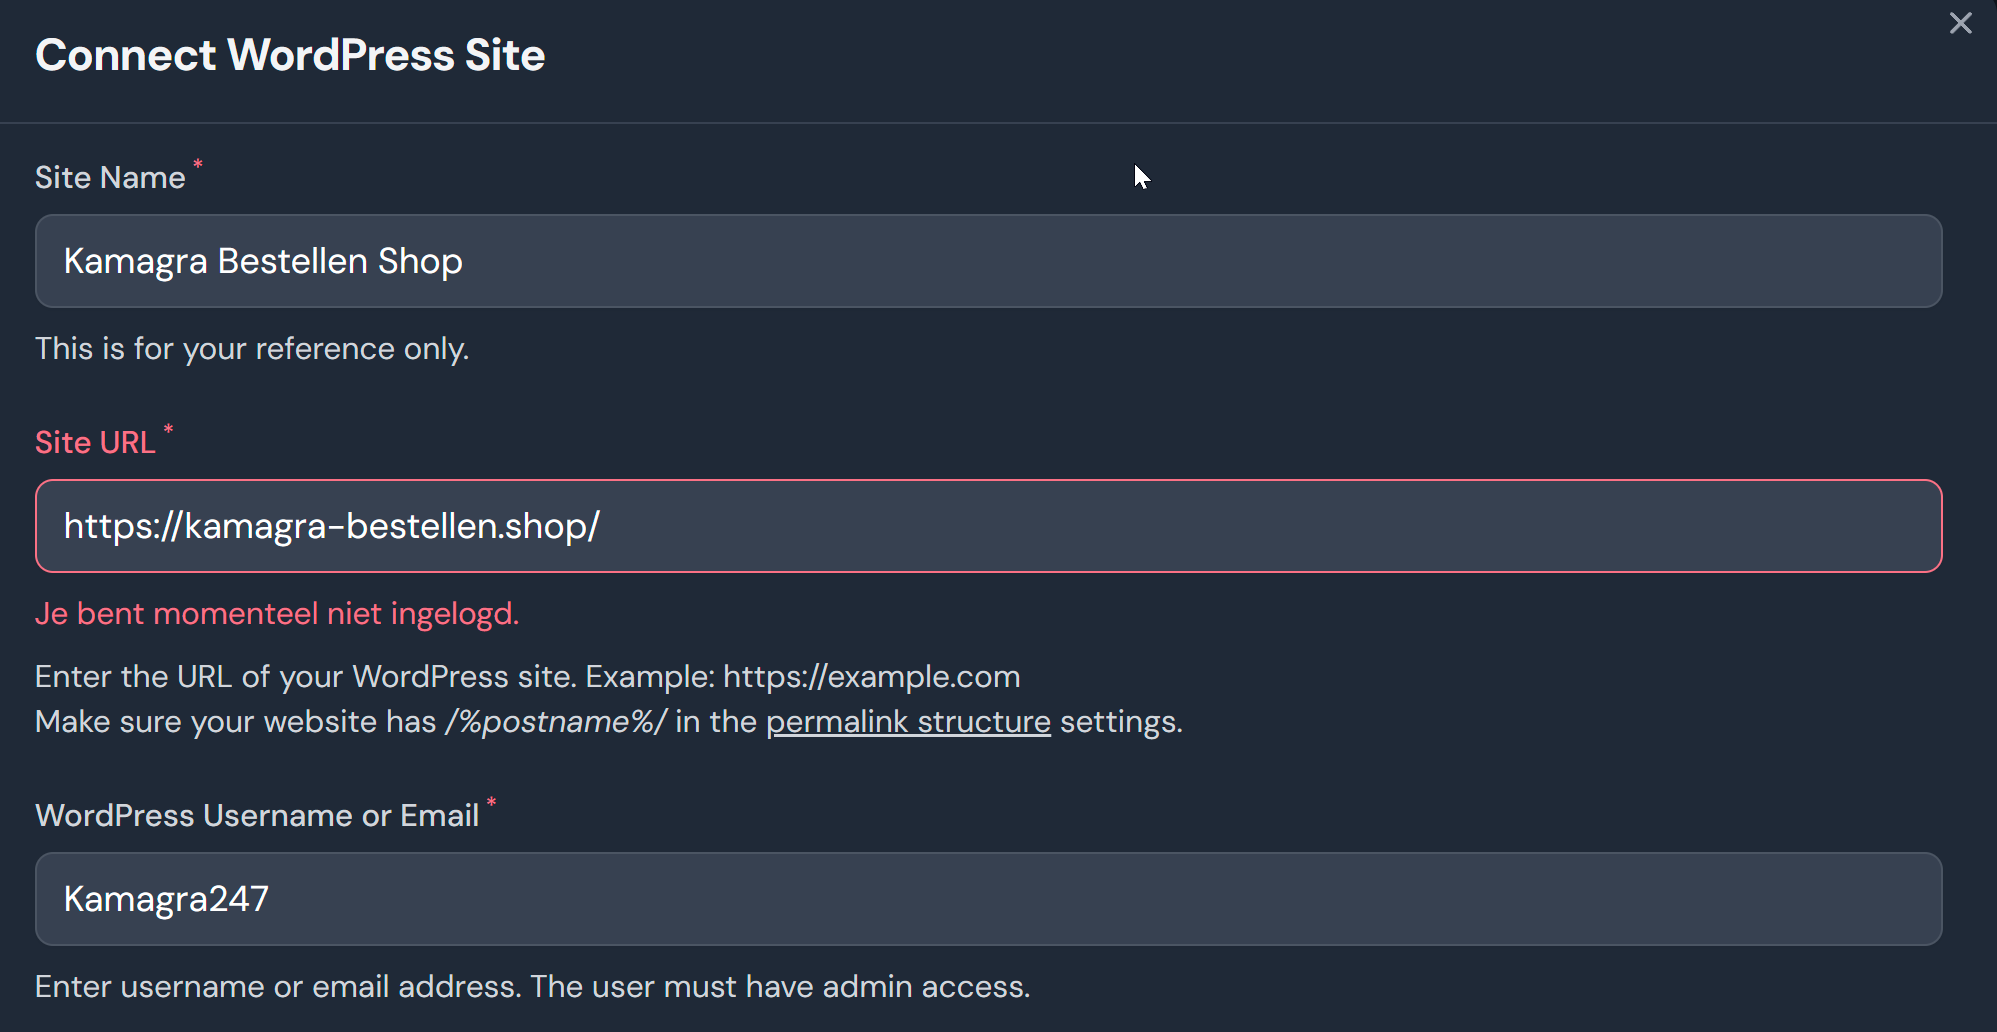 Connect WordPress Site
Site Name *
Kamagra Bestellen Shop
This is for your reference only.
Site URL *
https://kamagra-bestellen.shop/
Je bent momenteel niet ingelogd.
Enter the URL of your WordPress site. Example: https://example.com
Make sure your website has /%postname%/ in the permalink structure settings.
WordPress Username or Email *
Kamagra247
Enter username or email address. The user must have admin access.